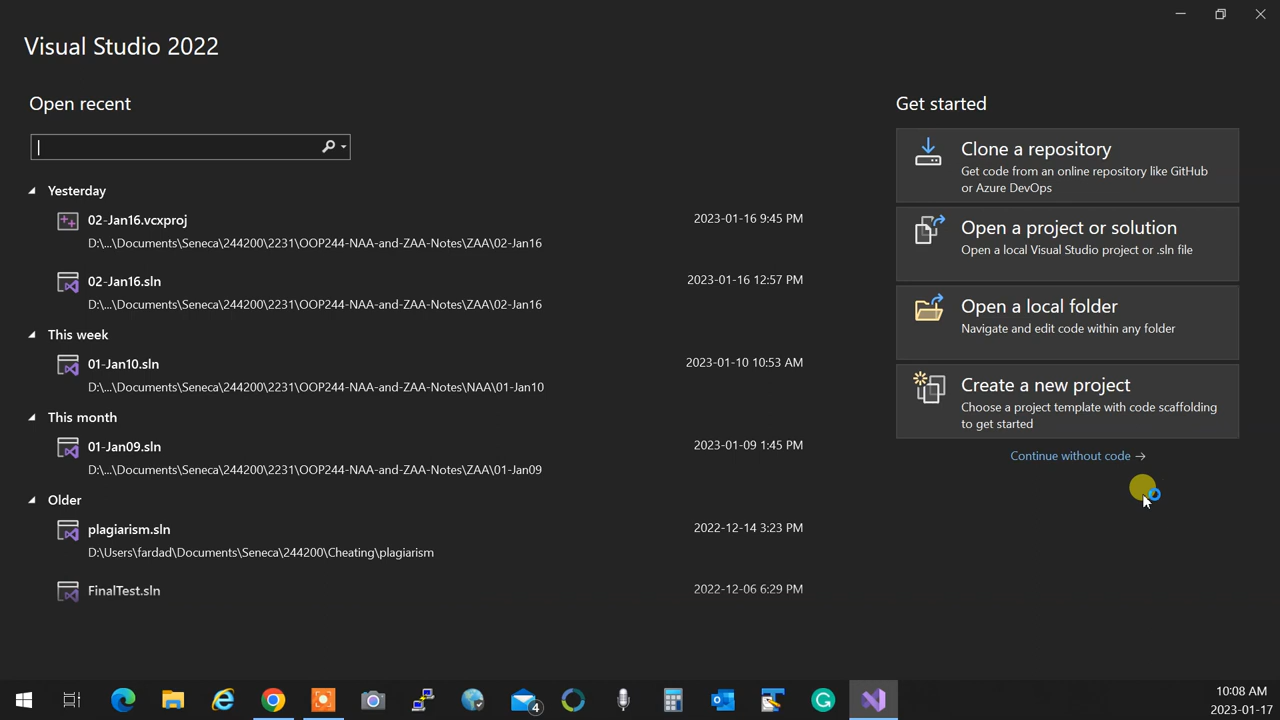 Visual Studio 2022
Open recent
Yesterday
02-Jan16.vcxproj
2023-01-16 9:45 PM
D:\...\Documents\Seneca\244200\2231\OOP244-NAA-and-ZAA-Notes\ZAA\02-Jan16
02-Jan16.sln
2023-01-16 12:57 PM
D:\...\Documents\Seneca\244200\2231\OOP244-NAA-and-ZAA-Notes\ZAA\02-Jan16
This week
01-Jan10.sln
2023-01-10 10:53 AM
D:\...\Documents\Seneca\244200\2231\OOP244-NAA-and-ZAA-Notes\NAA\01-Jan10
This month
01-Jan09.sln
2023-01-09 1:45 PM
D:\...\Documents\Seneca\244200\2231\OOP244-NAA-and-ZAA-Notes\ZAA\01-Jan09
Older
plagiarism.sln
2022-12-14 3:23 PM
D:\Users\fardad\Documents\Seneca\244200\Cheating\plagiarism
FinalTest.sln
2022-12-06 6:29 PM
Get started
Clone a repository
Get code from an online repository like GitHub
or Azure DevOps
Open a project or solution
Open a local Visual Studio project or .sln file
Open a local folder
Navigate and edit code within any folder
Create a new project
Choose a project template with code scaffolding
to get started
Continue without code →
4
10:08 AM
2023-01-17